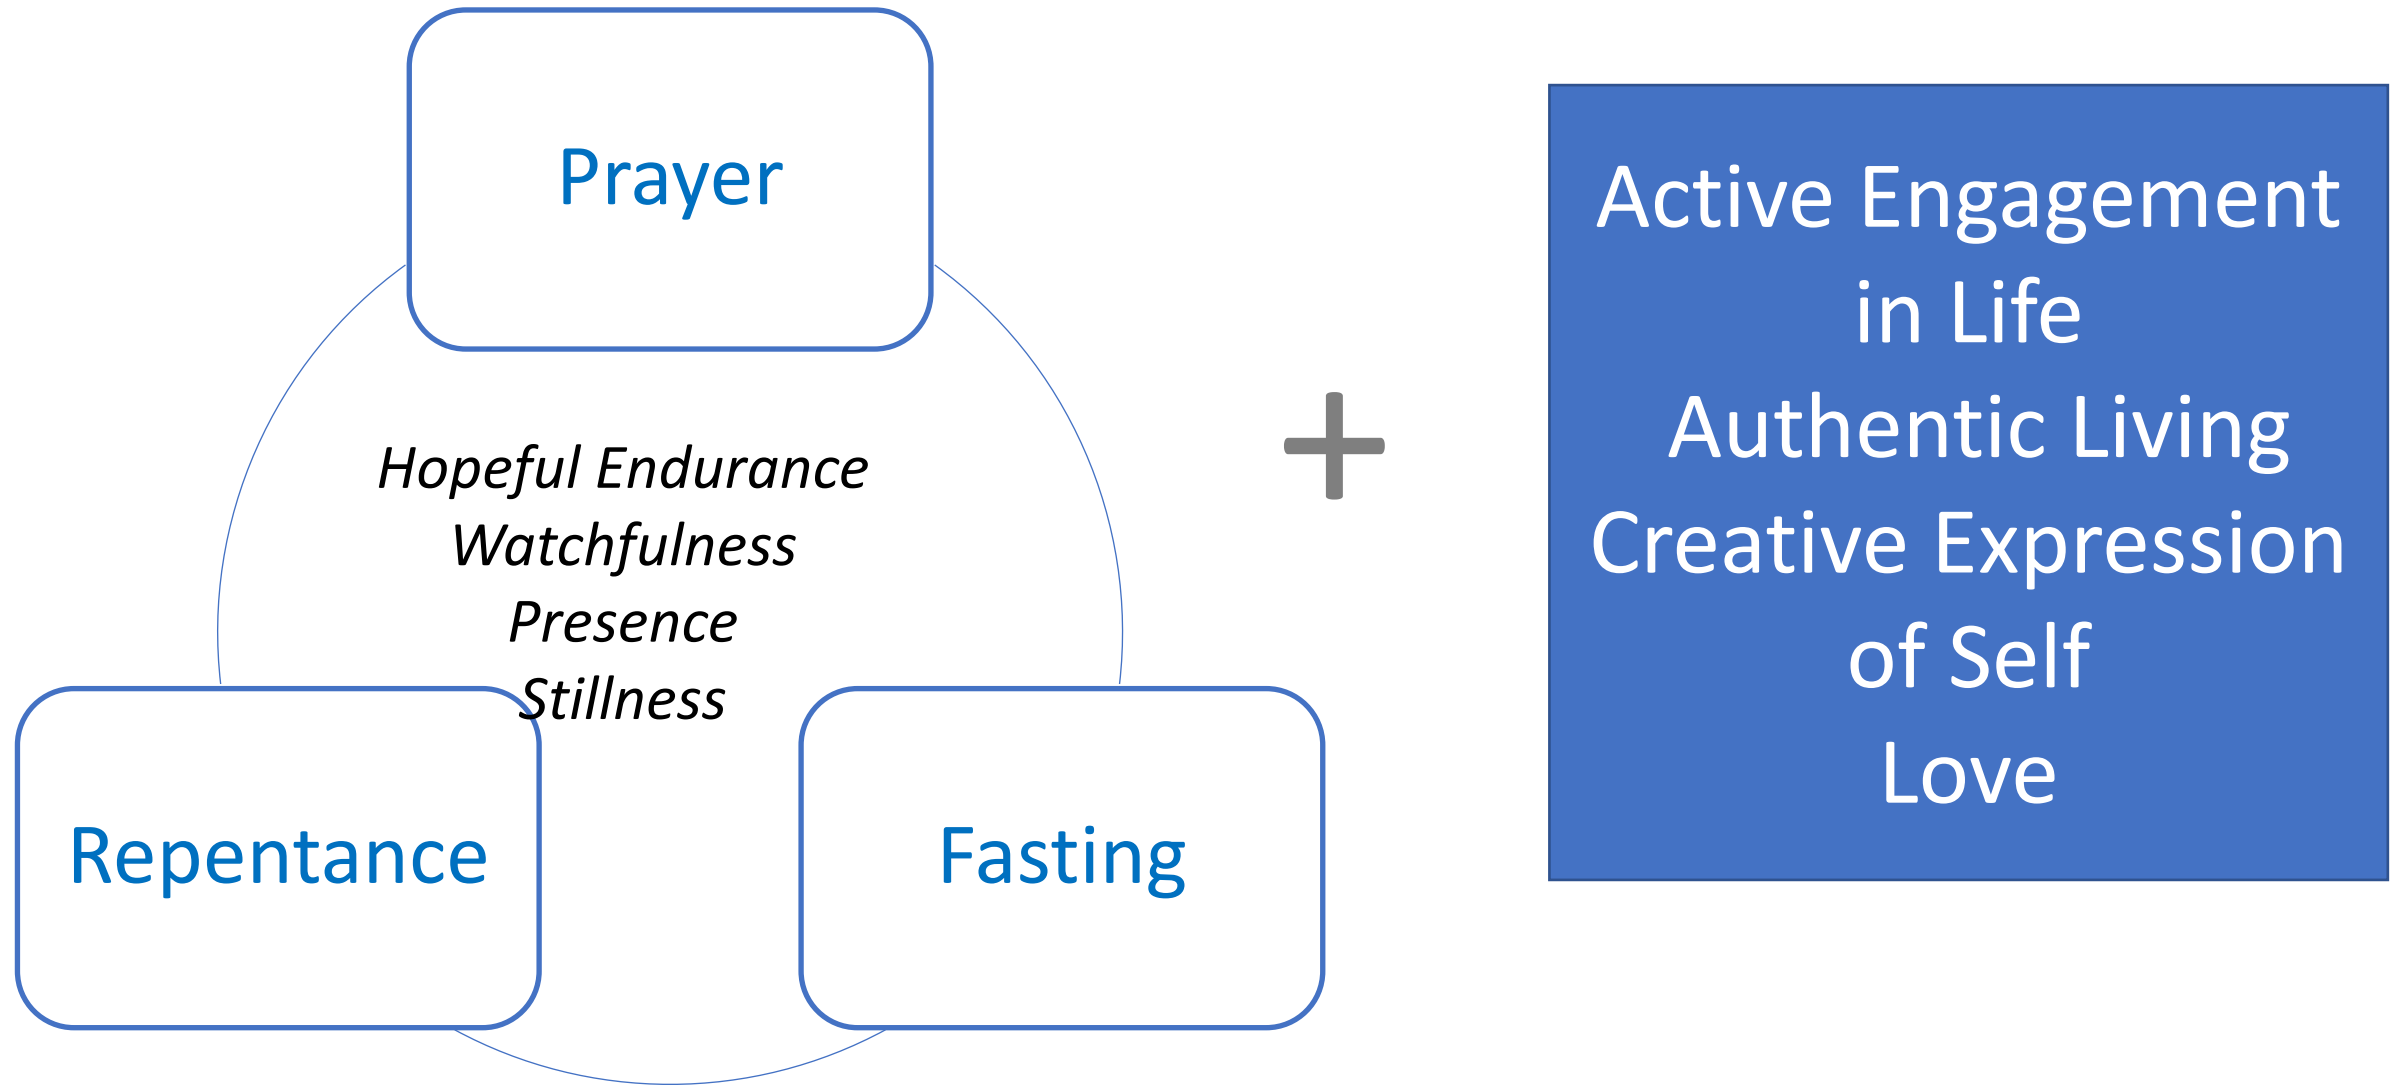 Prayer
Hopeful Endurance
Watchfulness
Presence
Stillness
Repentance
Fasting
+
Active Engagement
in Life
Authentic Living
Creative Expression
of Self
Love